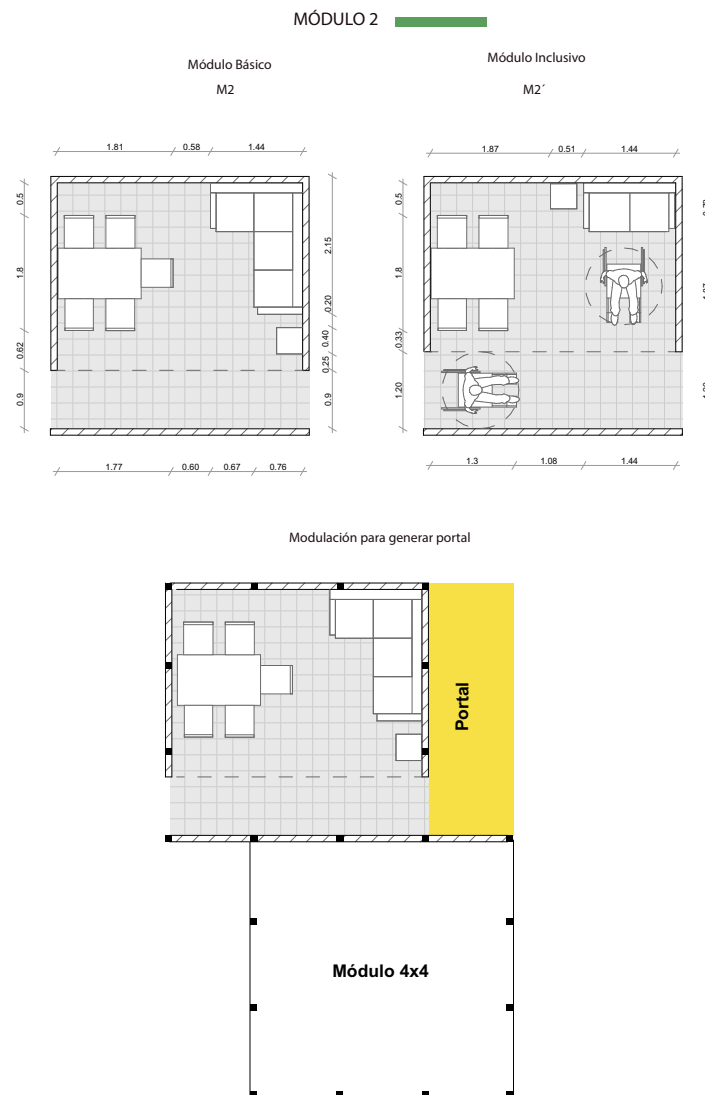 MÓDULO 2
Módulo Básico
M2
Módulo Inclusivo
M2´
1.81 0.58 1.44
1.87 0.51 1.44
0.5
1.8
0.62
0.9
2.15
0.20
0.40
0.25
0.9
0.5
1.8
0.33
1.20
1.77 0.60 0.67 0.76
1.3 1.08 1.44
Modulación para generar portal
Portal
Módulo 4x4